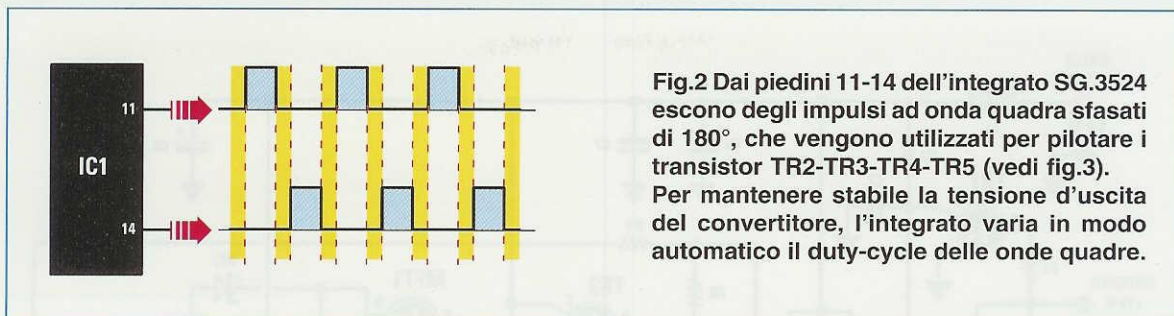 11
IC1
14
Fig.2 Dai piedini 11-14 dell'integrato SG.3524
escono degli impulsi ad onda quadra sfasati
di 180°, che vengono utilizzati per pilotare i
transistor TR2-TR3-TR4-TR5 (vedi fig.3).
Per mantenere stabile la tensione d'uscita
del convertitore, l'integrato varia in modo
automatico il duty-cycle delle onde quadre.